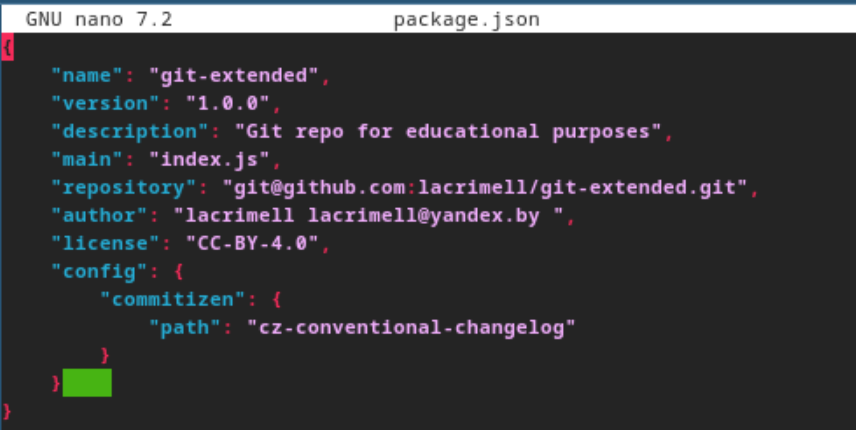 GNU nano 7.2 package.json
{
    "name": "git-extended",
    "version": "1.0.0",
    "description": "Git repo for educational purposes",
    "main": "index.js",
    "repository": "git@github.com:lacrimell/git-extended.git",
    "author": "lacrimell lacrimell@yandex.by ",
    "license": "CC-BY-4.0",
    "config": {
        "commitizen": {
            "path": "cz-conventional-changelog"
        }
    }
}